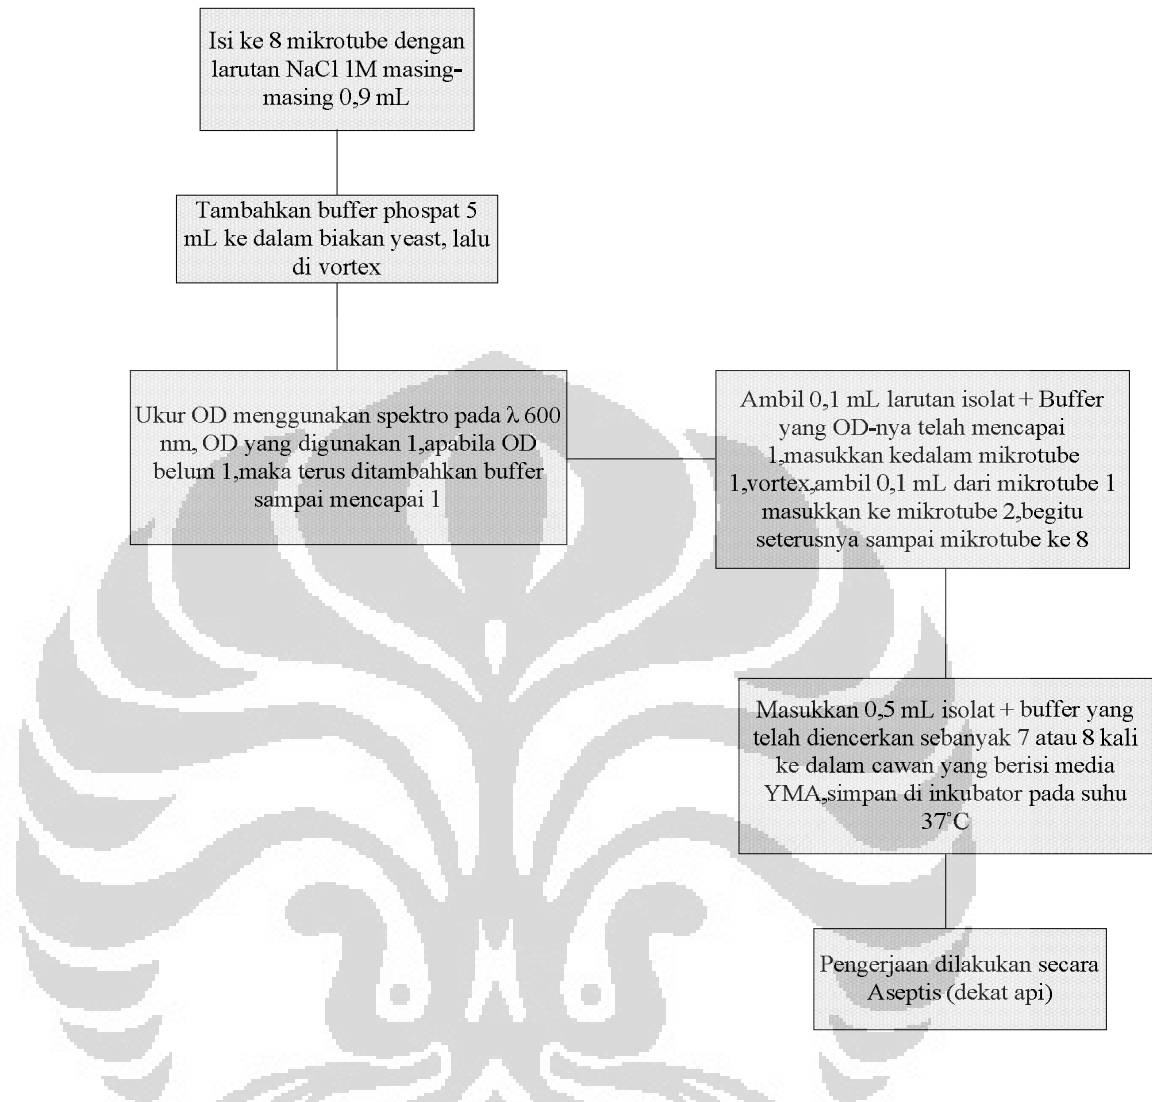 Isi ke 8 mikrotube dengan
larutan NaCl 1M masing-
masing 0,9 mL
Tambahkan buffer phospat 5
mL ke dalam biakan yeast, lalu
di vortex
Ukur OD menggunakan spektro pada λ 600
nm, OD yang digunakan 1,apabila OD
belum 1,maka terus ditambahkan buffer
sampai mencapai 1
Ambil 0,1 mL larutan isolat + Buffer
yang OD-nya telah mencapai
1,masukkan kedalam mikrotube
1,vortex,ambil 0,1 mL dari mikrotube 1
masukkan ke mikrotube 2,begitu
seterusnya sampai mikrotube ke 8
Masukkan 0,5 mL isolat + buffer yang
telah diencerkan sebanyak 7 atau 8 kali
ke dalam cawan yang berisi media
YMA,simpan di inkubator pada suhu
37˚C
Pengerjaan dilakukan secara
Aseptis (dekat api)